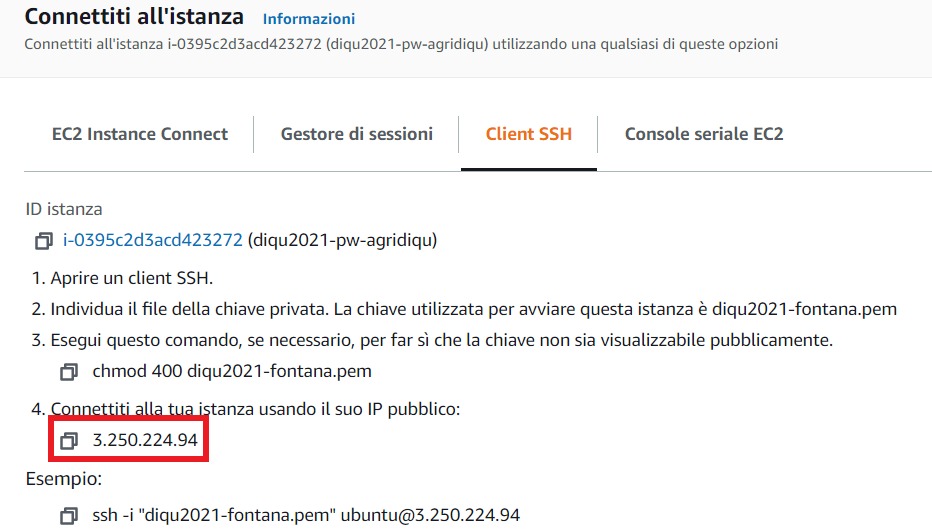 Connettiti all'istanza Informazioni
Connettiti all'istanza i-0395c2d3acd423272 (diqu2021-pw-agridiqu) utilizzando una qualsiasi di queste opzioni
EC2 Instance Connect Gestore di sessioni Client SSH Console seriale EC2
ID istanza
i-0395c2d3acd423272 (diqu2021-pw-agridiqu)
1. Aprire un client SSH.
2. Individua il file della chiave privata. La chiave utilizzata per avviare questa istanza è diqu2021-fontana.pem
3. Esegui questo comando, se necessario, per far sì che la chiave non sia visualizzabile pubblicamente.
chmod 400 diqu2021-fontana.pem
4. Connettiti alla tua istanza usando il suo IP pubblico:
3.250.224.94
Esempio:
ssh -i "diqu2021-fontana.pem" ubuntu@3.250.224.94